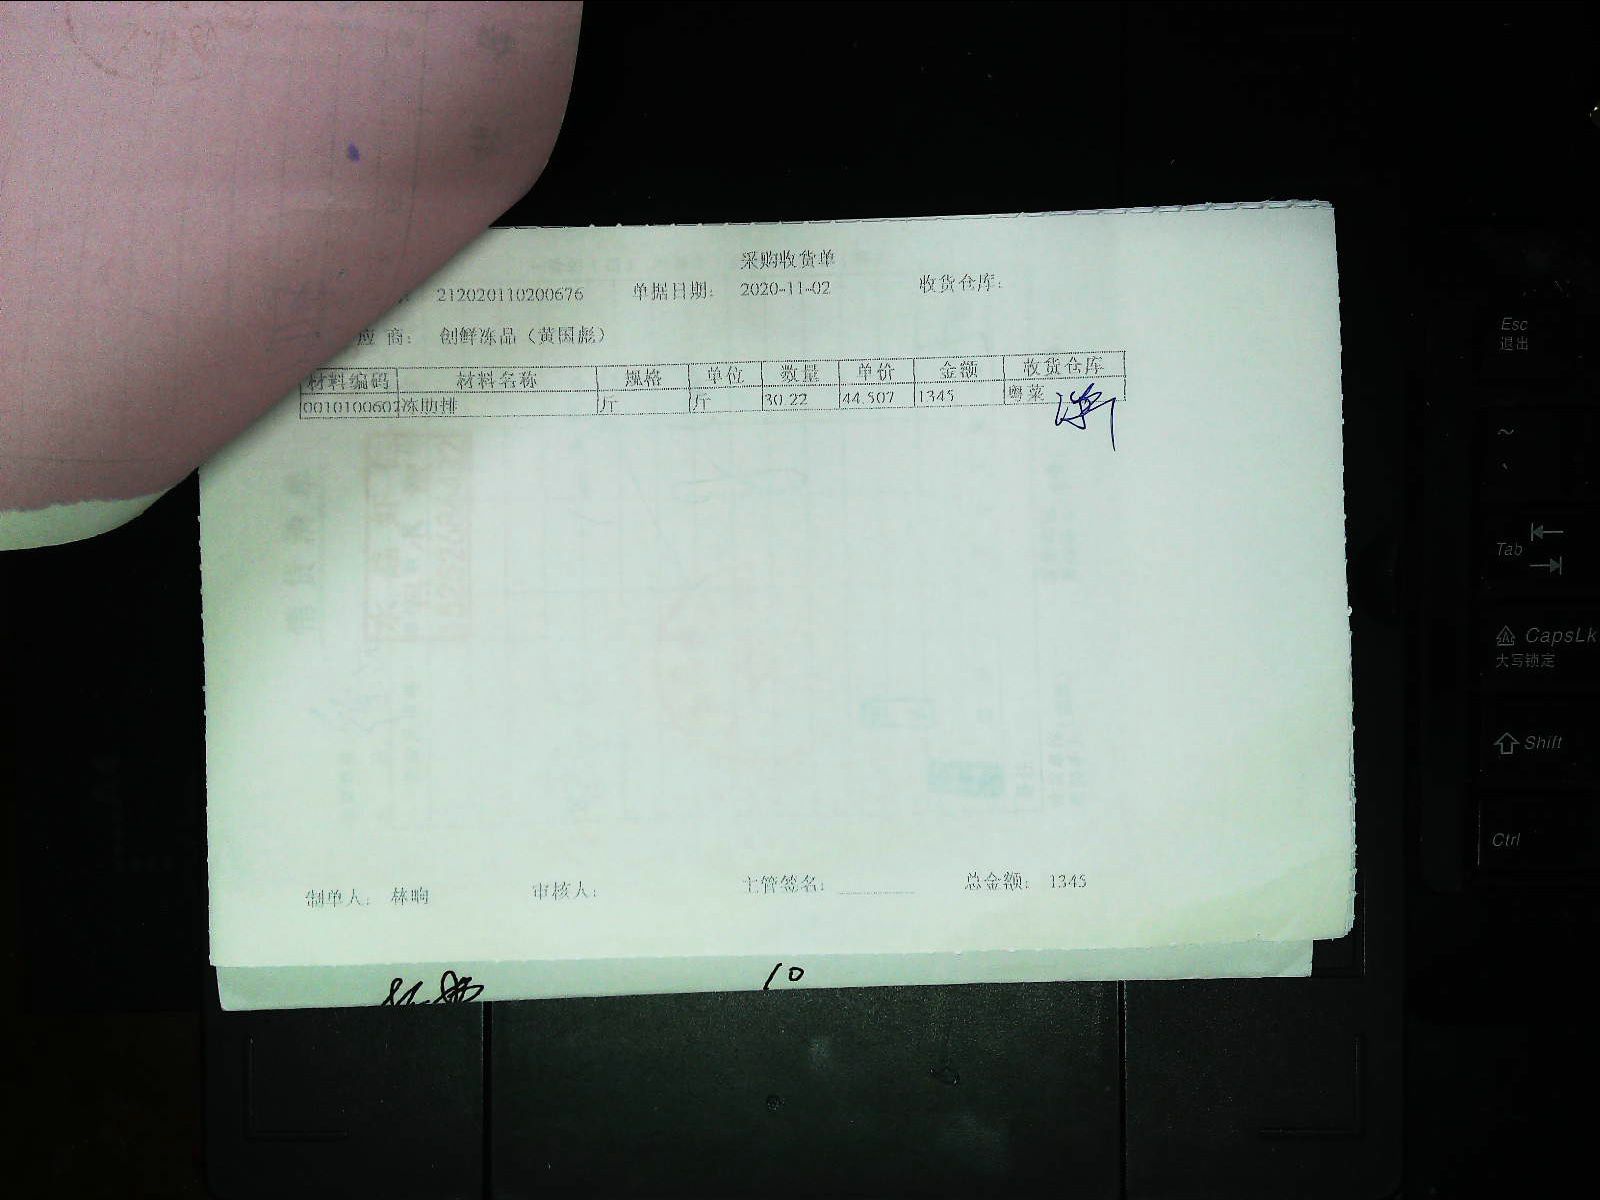 采购收货单
212020110200676 单据日期: 2020-11-02 收货仓库:
应 商: 创鲜冻品（黄国彪）
材料编码 材料名称 规格 单位 数量 单价 金额 收货仓库
0010100602 冻肋排 斤 斤 30.22 44.507 1345 粤菜
制单人: 林晌 审核人: 主管签名: 总金额: 1345
10
Esc
退出
~
、
Tab
CapsLk
大写锁定
Shift
Ctrl